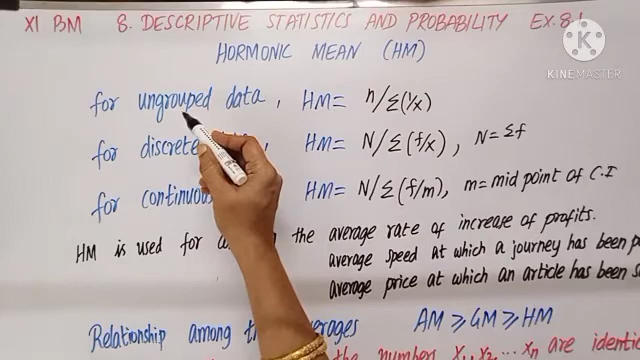 XI BM 8. DESCRIPTIVE STATISTICS AND PROBABILITY EX.8.1
HORMONIC MEAN (HM)
K
KINEMASTER
for ungrouped data, HM = n/Σ(1/x)
for discrete HM = N/Σ(f/x), N = Σf
for continuous HM = N/Σ(f/m), m = mid point of C.I
HM is used for the average rate of increase of profits.
average speed at which a journey has been
average price at which an article has been
Relationship among averages AM ≥ GM ≥ HM
the numbers x₁, x₂, ... xn are